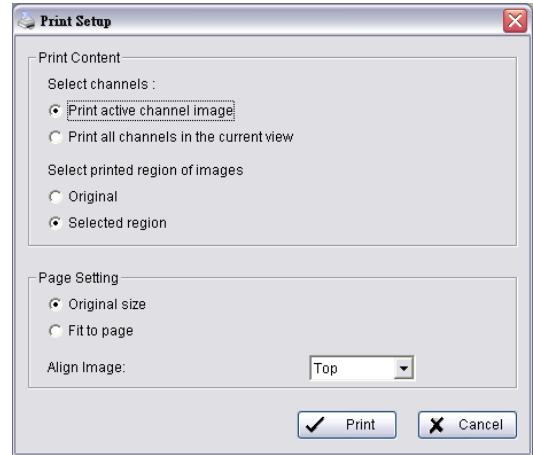 Print Setup
Print Content
Select channels :
Print active channel image
Print all channels in the current view
Select printed region of images
Original
Selected region
Page Setting
Original size
Fit to page
Align Image: Top
Print Cancel